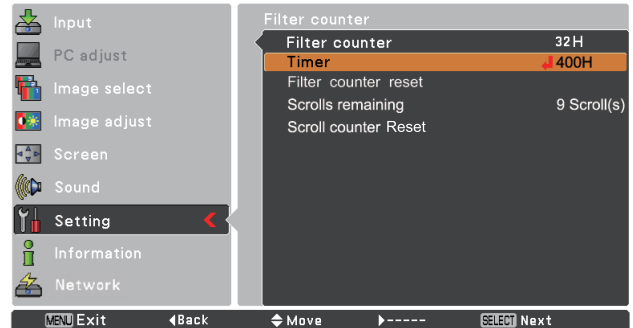 Input
PC adjust
Image select
Image adjust
Screen
Sound
Setting
Information
Network
Filter counter
Filter counter 32H
Timer 400H
Filter counter reset
Scrolls remaining 9 Scroll(s)
Scroll counter Reset
MENU Exit Back Move ----- SELECT Next